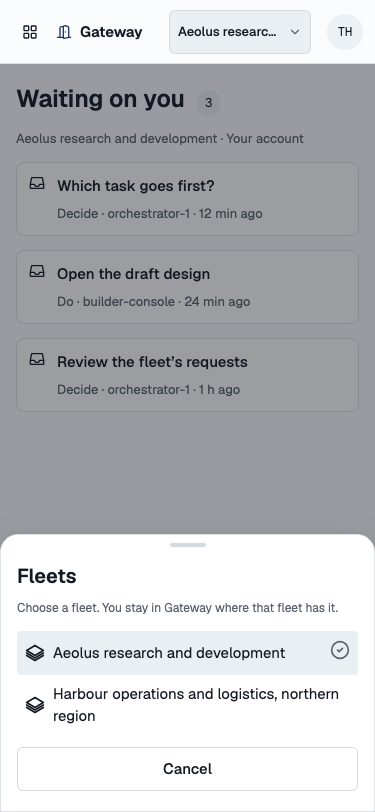 Gateway
Aeolus researc...
TH
Waiting on you 3
Aeolus research and development · Your account
Which task goes first?
Decide · orchestrator-1 · 12 min ago
Open the draft design
Do · builder-console · 24 min ago
Review the fleet's requests
Decide · orchestrator-1 · 1 h ago
Fleets
Choose a fleet. You stay in Gateway where that fleet has it.
Aeolus research and development
Harbour operations and logistics, northern
region
Cancel